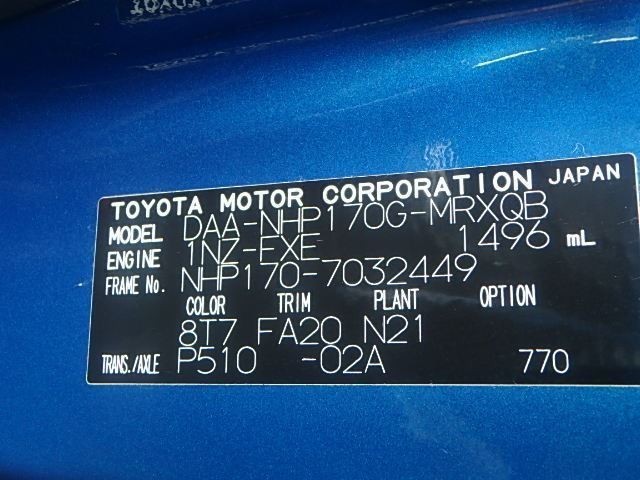 TOYOTA MOTOR CORPORATION JAPAN
MODEL DAA-NHP170G-MRXQB
ENGINE 1NZ-FXE 1496 mL
FRAME No. NHP170-7032449
COLOR TRIM PLANT OPTION
8T7 FA20 N21
TRANS./AXLE P510 -02A 770